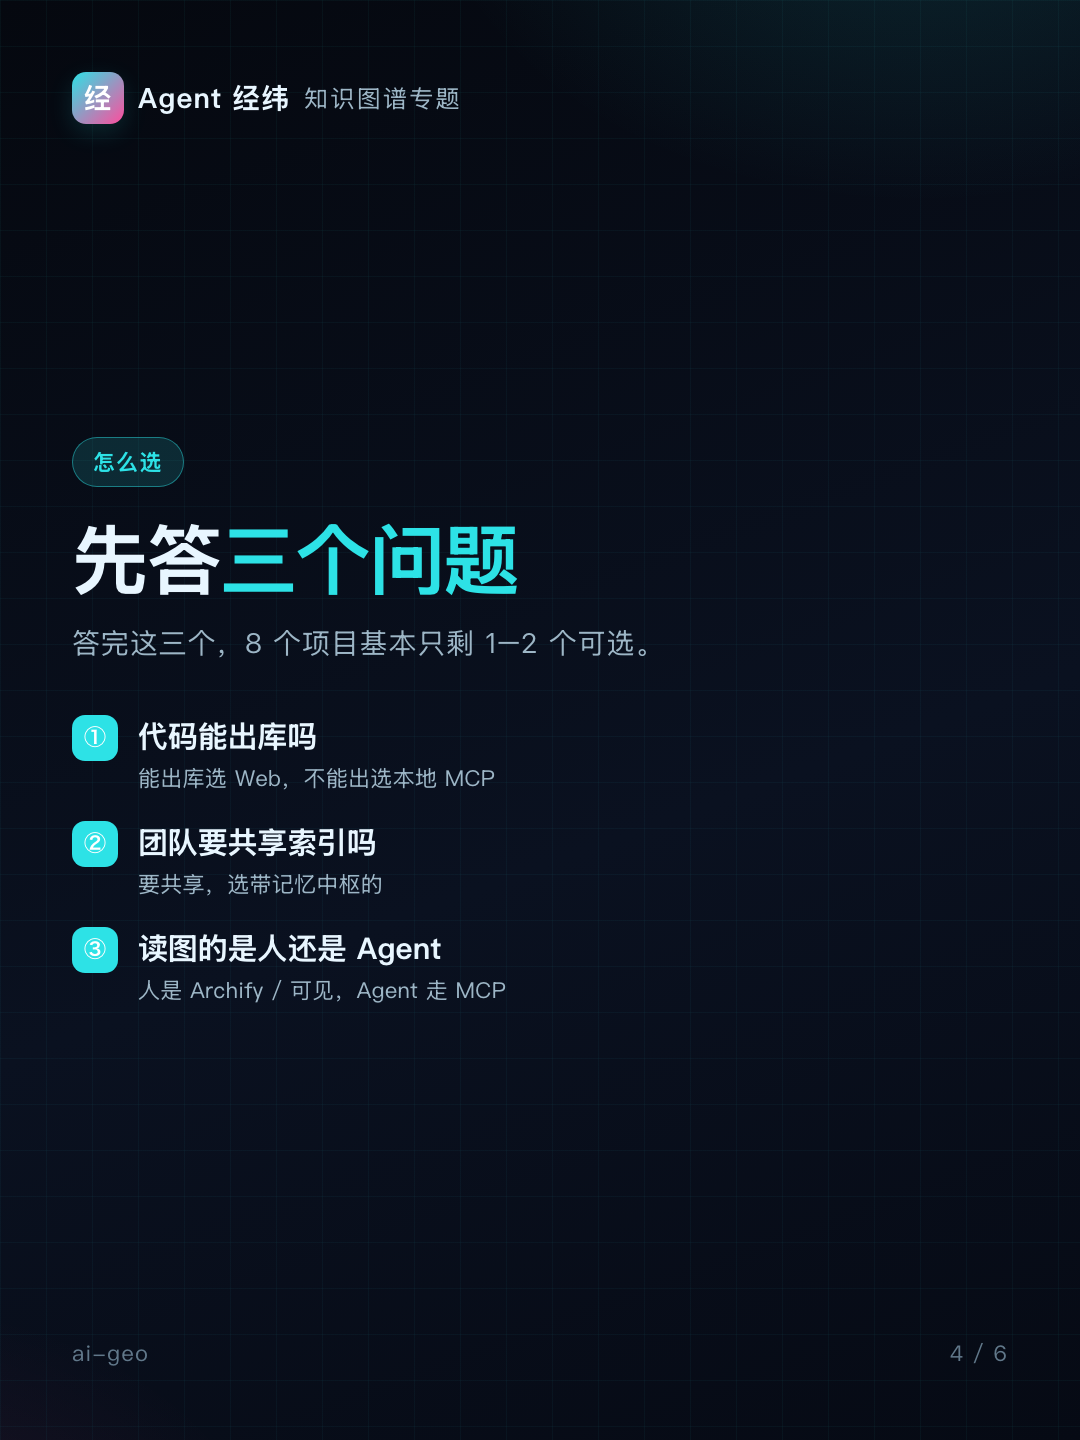 经 Agent 经纬 知识图谱专题
怎么选
先答三个问题
答完这三个，8 个项目基本只剩 1—2 个可选。
① 代码能出库吗
能出库选 Web，不能出选本地 MCP
② 团队要共享索引吗
要共享，选带记忆中枢的
③ 读图的是人还是 Agent
人是 Archify / 可见，Agent 走 MCP
ai-geo
4 / 6